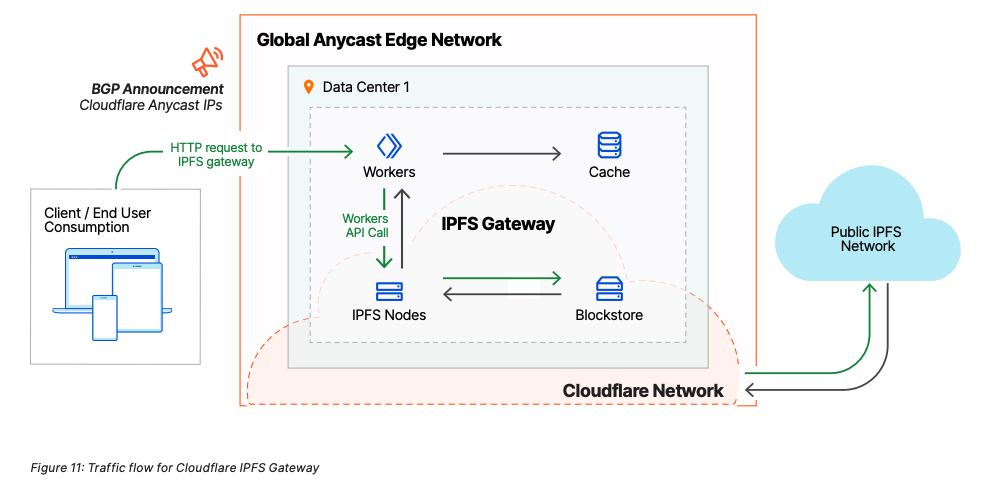 Global Anycast Edge Network
BGP Announcement
Cloudflare Anycast IPs
Data Center 1
HTTP request to
IPFS gateway
Workers
Cache
Client / End User
Consumption
Workers
API Call
IPFS Gateway
Public IPFS
Network
IPFS Nodes
Blockstore
Cloudflare Network
Figure 11: Traffic flow for Cloudflare IPFS Gateway